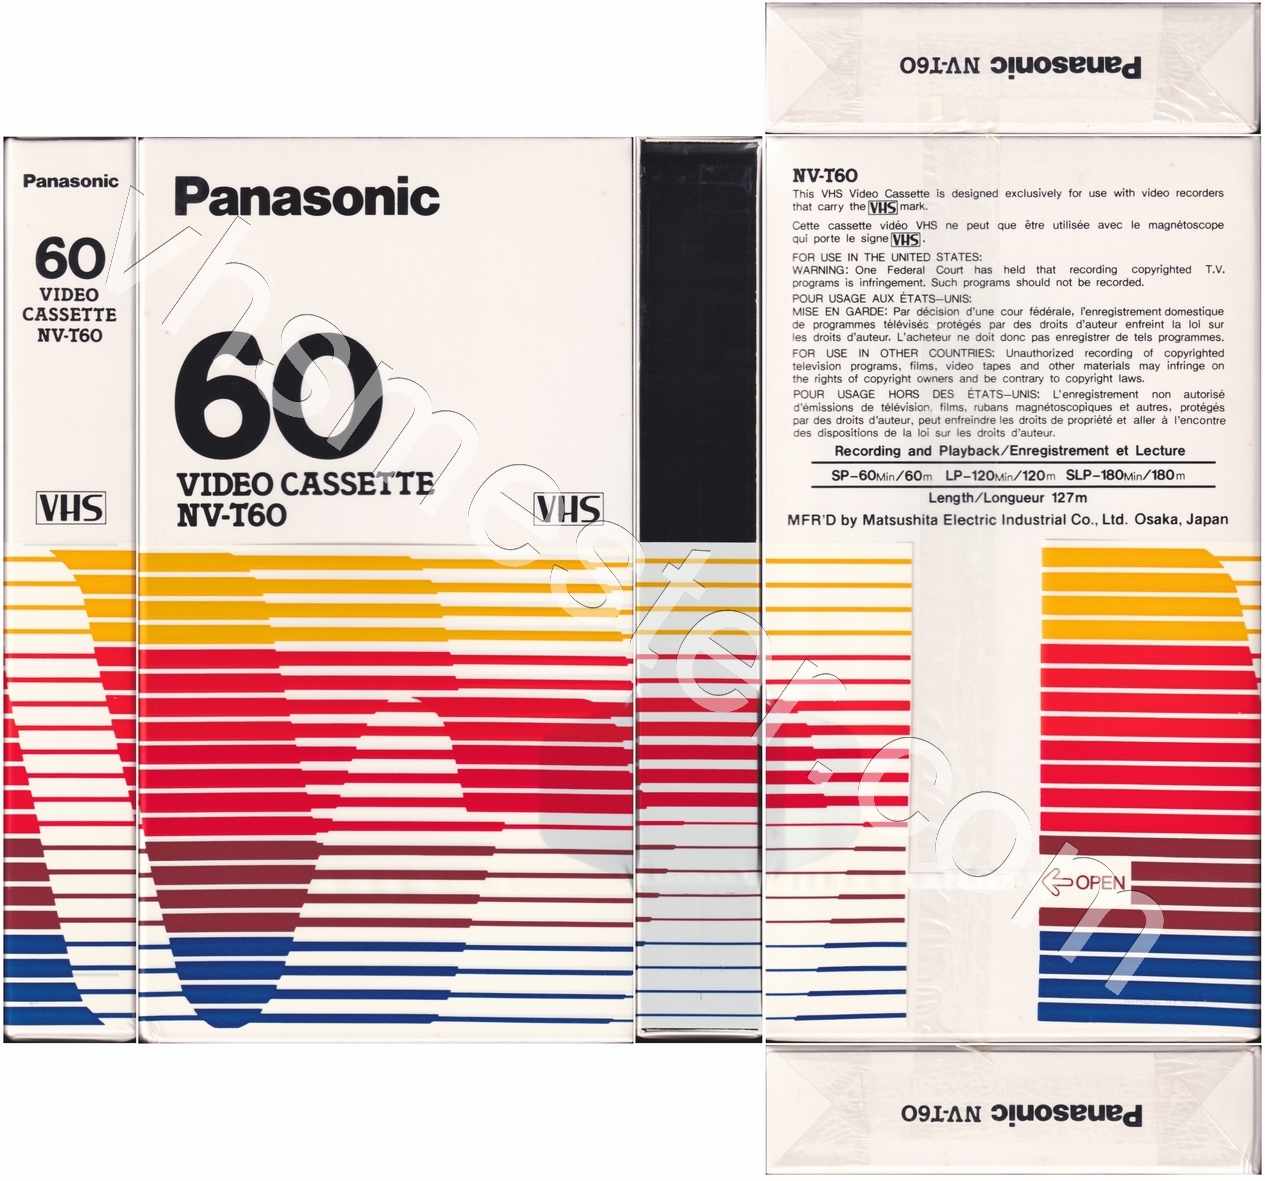 Panasonic NV-T60
Panasonic
60
VIDEO
CASSETTE
NV-T60
VHS
Panasonic
60
VIDEO CASSETTE
NV-T60
VHS
NV-T60
This VHS Video Cassette is designed exclusively for use with video recorders
that carry the VHS mark.
Cette cassette vidéo VHS ne peut que être utilisée avec le magnétoscope
qui porte le signe VHS.
FOR USE IN THE UNITED STATES:
WARNING: One Federal Court has held that recording copyrighted T.V.
programs is infringement. Such programs should not be recorded.
POUR USAGE AUX ÉTATS–UNIS:
MISE EN GARDE: Par décision d'une cour fédérale, l'enregistrement domestique
de programmes télévisés protégés par des droits d'auteur enfreint la loi sur
les droits d'auteur. L'acheteur ne doit donc pas enregistrer de tels programmes.
FOR USE IN OTHER COUNTRIES: Unauthorized recording of copyrighted
television programs, films, video tapes and other materials may infringe on
the rights of copyright owners and be contrary to copyright laws.
POUR USAGE HORS DES ÉTATS–UNIS: L'enregistrement non autorisé
d'émissions de télévision, films, rubans magnétoscopiques et autres, protégés
par des droits d'auteur, peut enfreindre les droits de propriété et aller à l'encontre
des dispositions de la loi sur les droits d'auteur.
Recording and Playback/Enregistrement et Lecture
SP–60Min/60m LP–120Min/120m SLP–180Min/180m
Length/Longueur 127m
MFR'D by Matsushita Electric Industrial Co., Ltd. Osaka, Japan
OPEN
Panasonic NV-T60
vhsmester.com